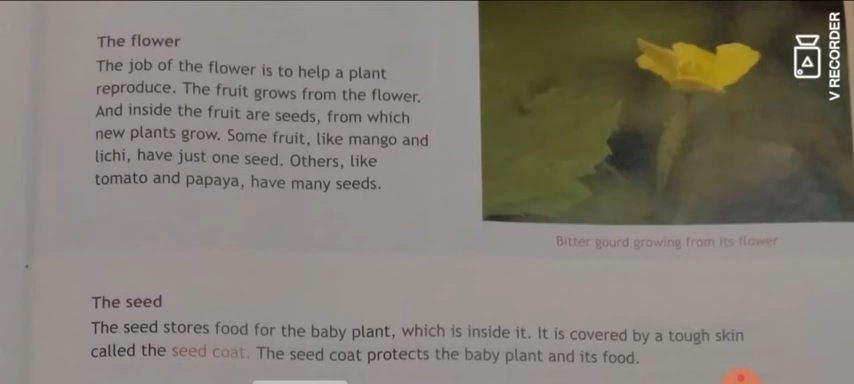 The flower
The job of the flower is to help a plant
reproduce. The fruit grows from the flower.
And inside the fruit are seeds, from which
new plants grow. Some fruit, like mango and
lichi, have just one seed. Others, like
tomato and papaya, have many seeds.
V RECORDER
Bitter gourd growing from its flower
The seed
The seed stores food for the baby plant, which is inside it. It is covered by a tough skin
called the seed coat. The seed coat protects the baby plant and its food.